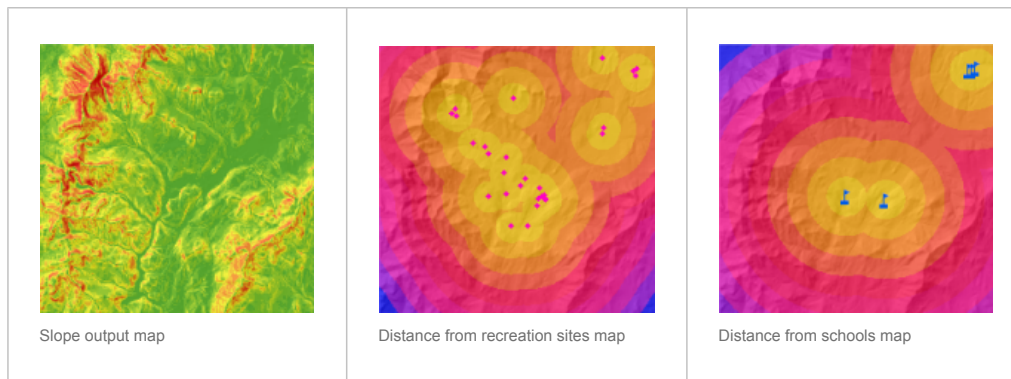 Slope output map
Distance from recreation sites map
Distance from schools map